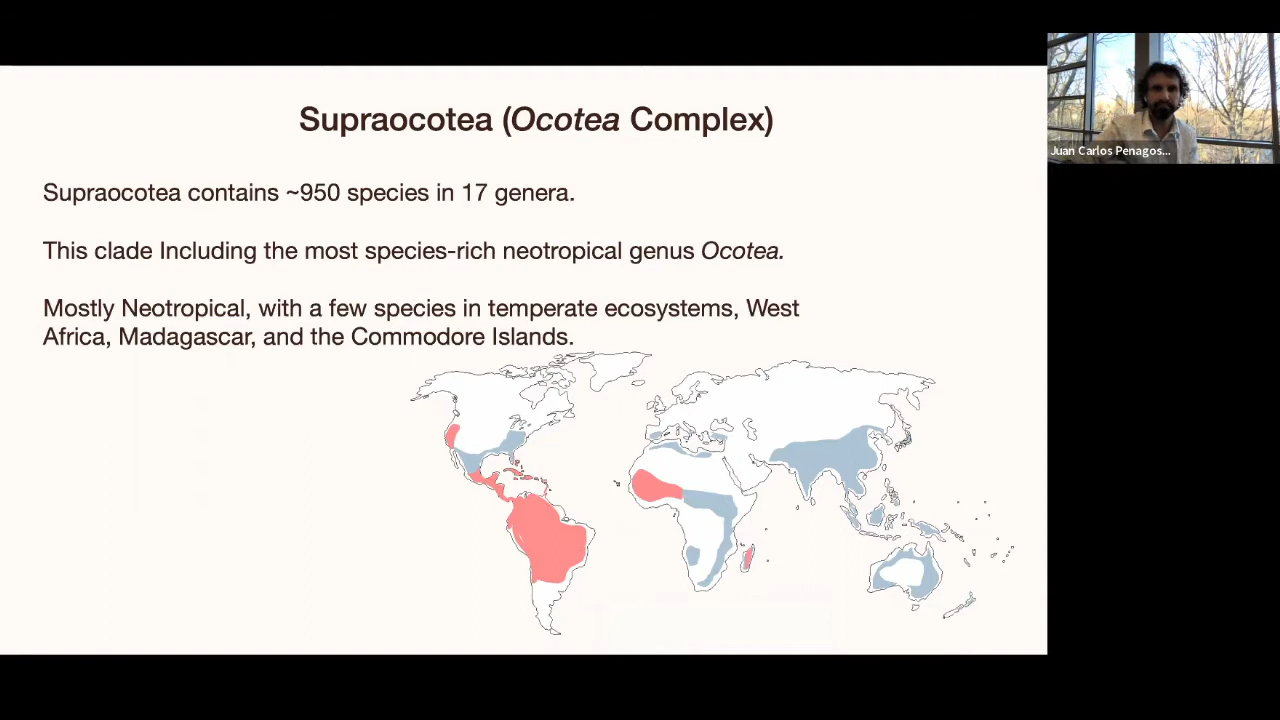 Supraocotea (Ocotea Complex)
Supraocotea contains ~950 species in 17 genera.
This clade Including the most species-rich neotropical genus Ocotea.
Mostly Neotropical, with a few species in temperate ecosystems, West
Africa, Madagascar, and the Commodore Islands.
Juan Carlos Penagos...